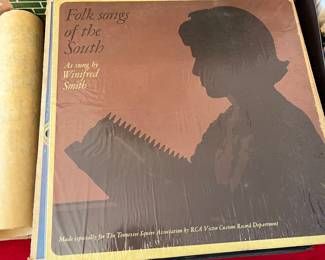 Folk songs
of the
South
As sung by
Winifred
Smith
Made especially for The Tennessee Squire Association by RCA Victor Custom Record Department